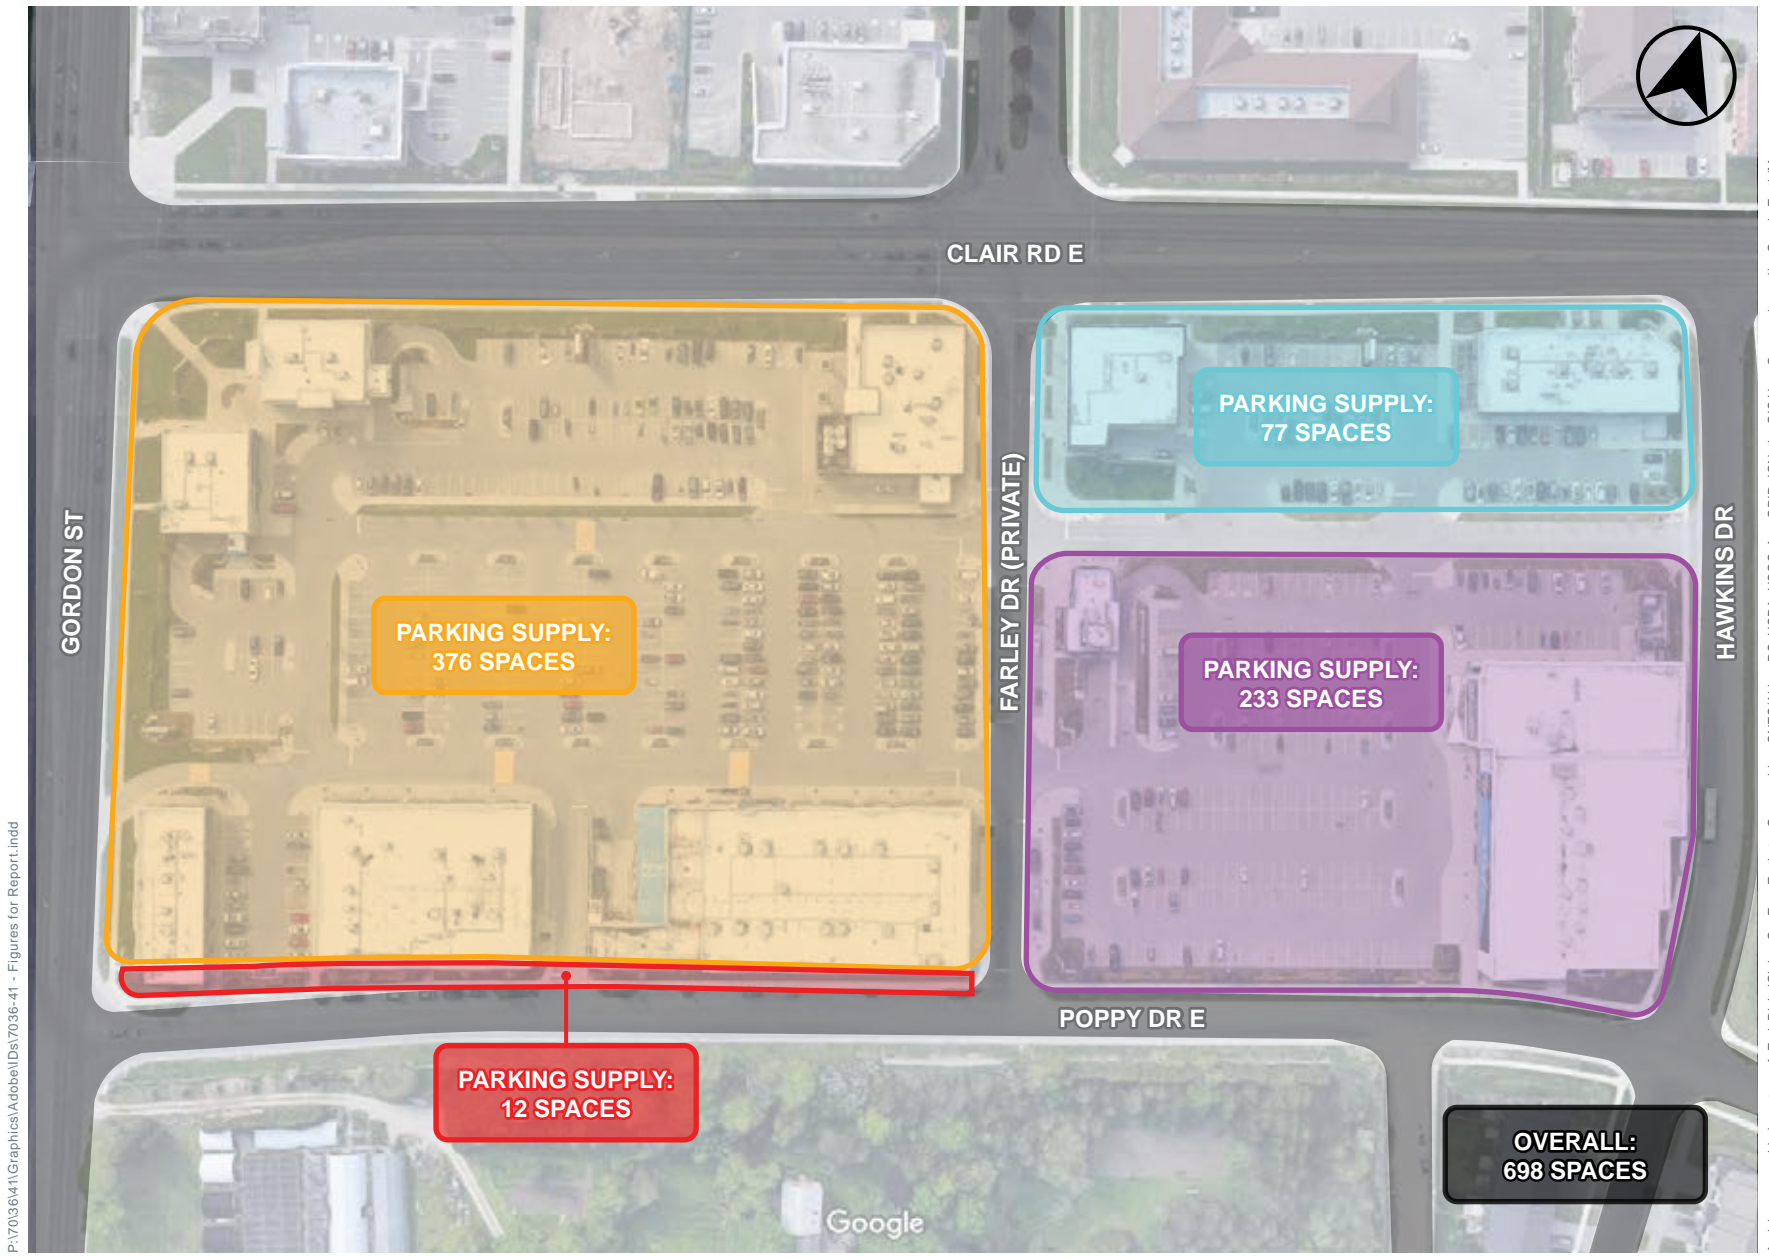 CLAIR RD E
PARKING SUPPLY:
77 SPACES
GORDON ST
FARLEY DR (PRIVATE)
HAWKINS DR
PARKING SUPPLY:
376 SPACES
PARKING SUPPLY:
233 SPACES
POPPY DR E
PARKING SUPPLY:
12 SPACES
OVERALL:
698 SPACES
Google
P:\70\36\41\Graphics\Adobe\IDs\7036-41 - Figures for Report.indd